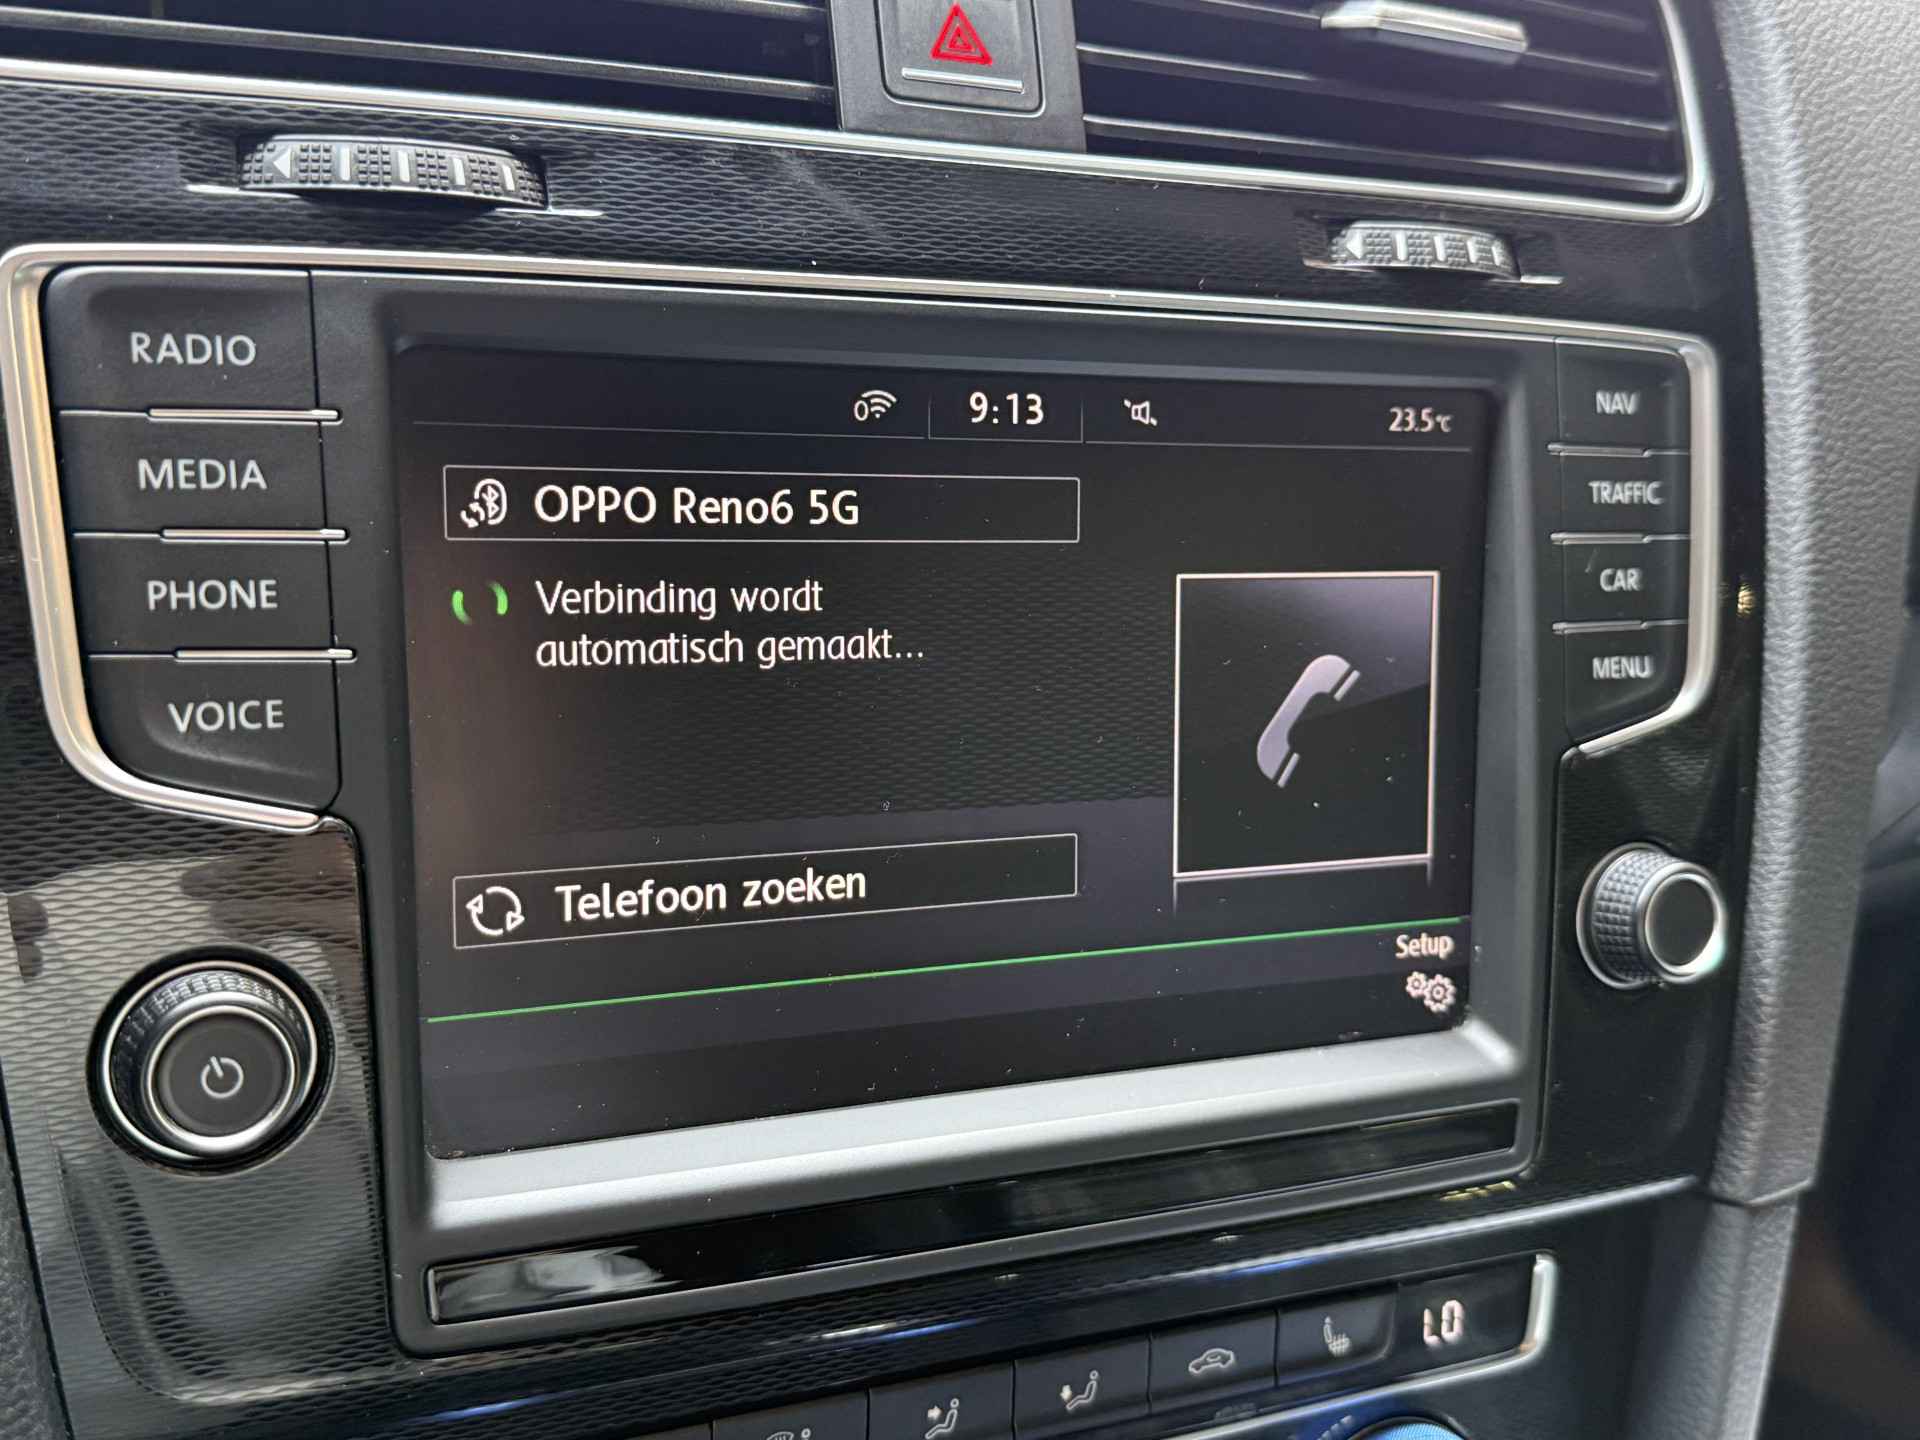 RADIO
MEDIA
PHONE
VOICE
0
9:13
23.5°C
OPPO Reno6 5G
Verbinding wordt
automatisch gemaakt...
Telefoon zoeken
Setup
NAV
TRAFFIC
CAR
MENU
LO